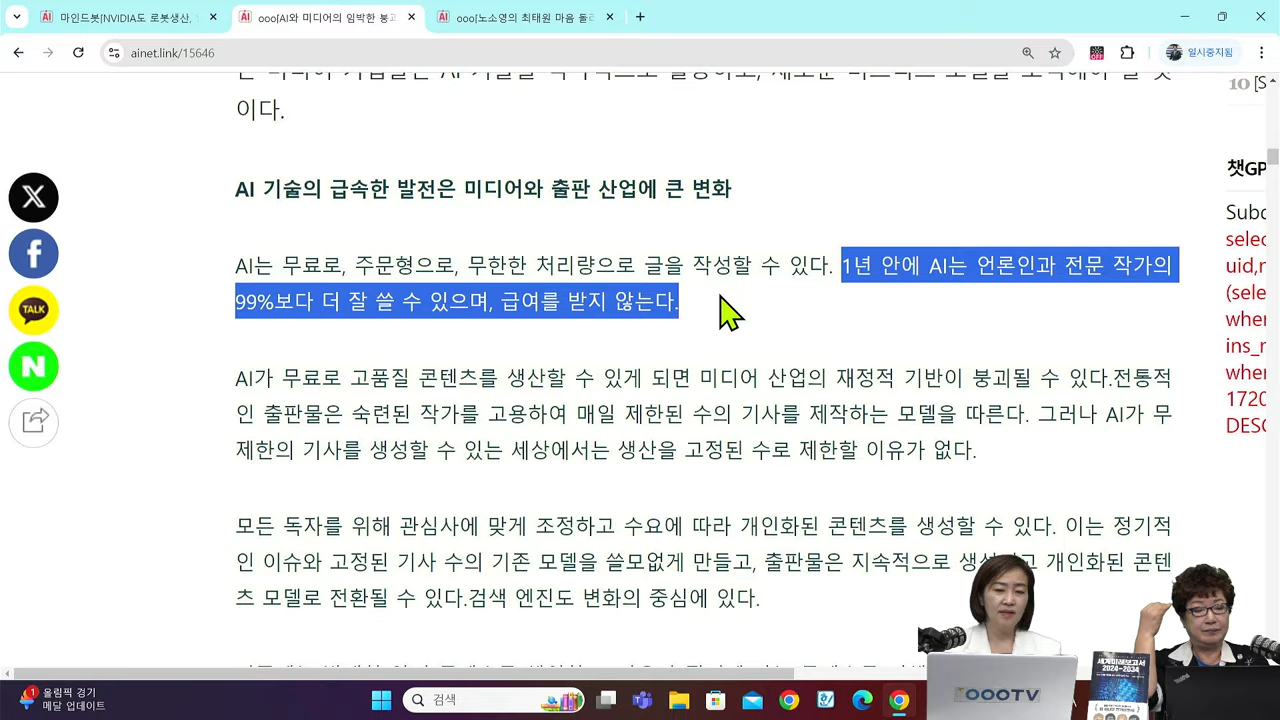 마인드봇[NVIDIA도 로봇생산,
ooo[AI와 미디어의 임박한 붕괴
ooo[노소영의 최태원 마음 돌리
ainet.link/15646
일시중지됨
OFF
이다.
10 [S
AI 기술의 급속한 발전은 미디어와 출판 산업에 큰 변화
챗GP
AI는 무료로, 주문형으로, 무한한 처리량으로 글을 작성할 수 있다. 1년 안에 AI는 언론인과 전문 작가의
99%보다 더 잘 쓸 수 있으며, 급여를 받지 않는다.
Subq
selec
uid,r
(sele
wher
ins_r
wher
1720
DESC
X
f
TALK
N
AI가 무료로 고품질 콘텐츠를 생산할 수 있게 되면 미디어 산업의 재정적 기반이 붕괴될 수 있다.전통적
인 출판물은 숙련된 작가를 고용하여 매일 제한된 수의 기사를 제작하는 모델을 따른다. 그러나 AI가 무
제한의 기사를 생성할 수 있는 세상에서는 생산을 고정된 수로 제한할 이유가 없다.
모든 독자를 위해 관심사에 맞게 조정하고 수요에 따라 개인화된 콘텐츠를 생성할 수 있다. 이는 정기적
인 이슈와 고정된 기사 수의 기존 모델을 쓸모없게 만들고, 출판물은 지속적으로 개인화된 콘텐
츠 모델로 전환될 수 있다.검색 엔진도 변화의 중심에 있다.
세계미래보고서
2024-2034
OOOTV
1
올림픽 경기
메달 업데이트
검색